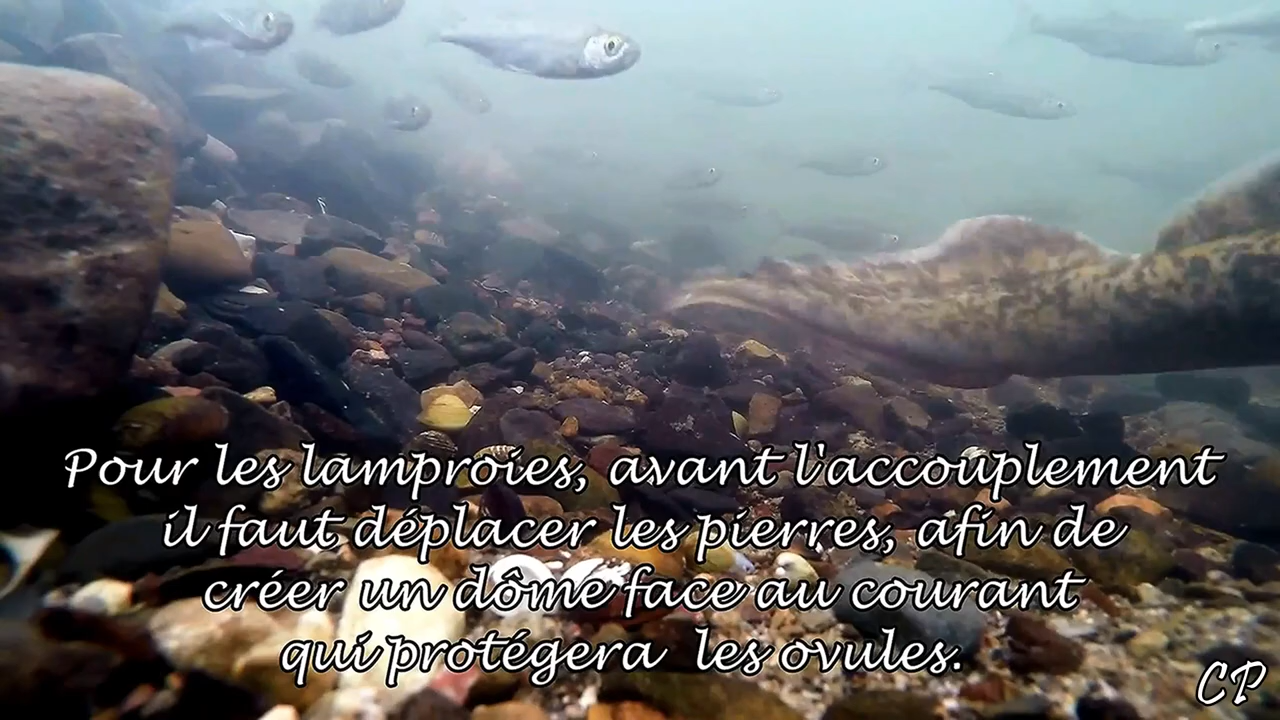 Pour les lamproies, avant l'accouplement
il faut déplacer les pierres, afin de
créer un dôme face au courant
qui protégera les ovules.
CP